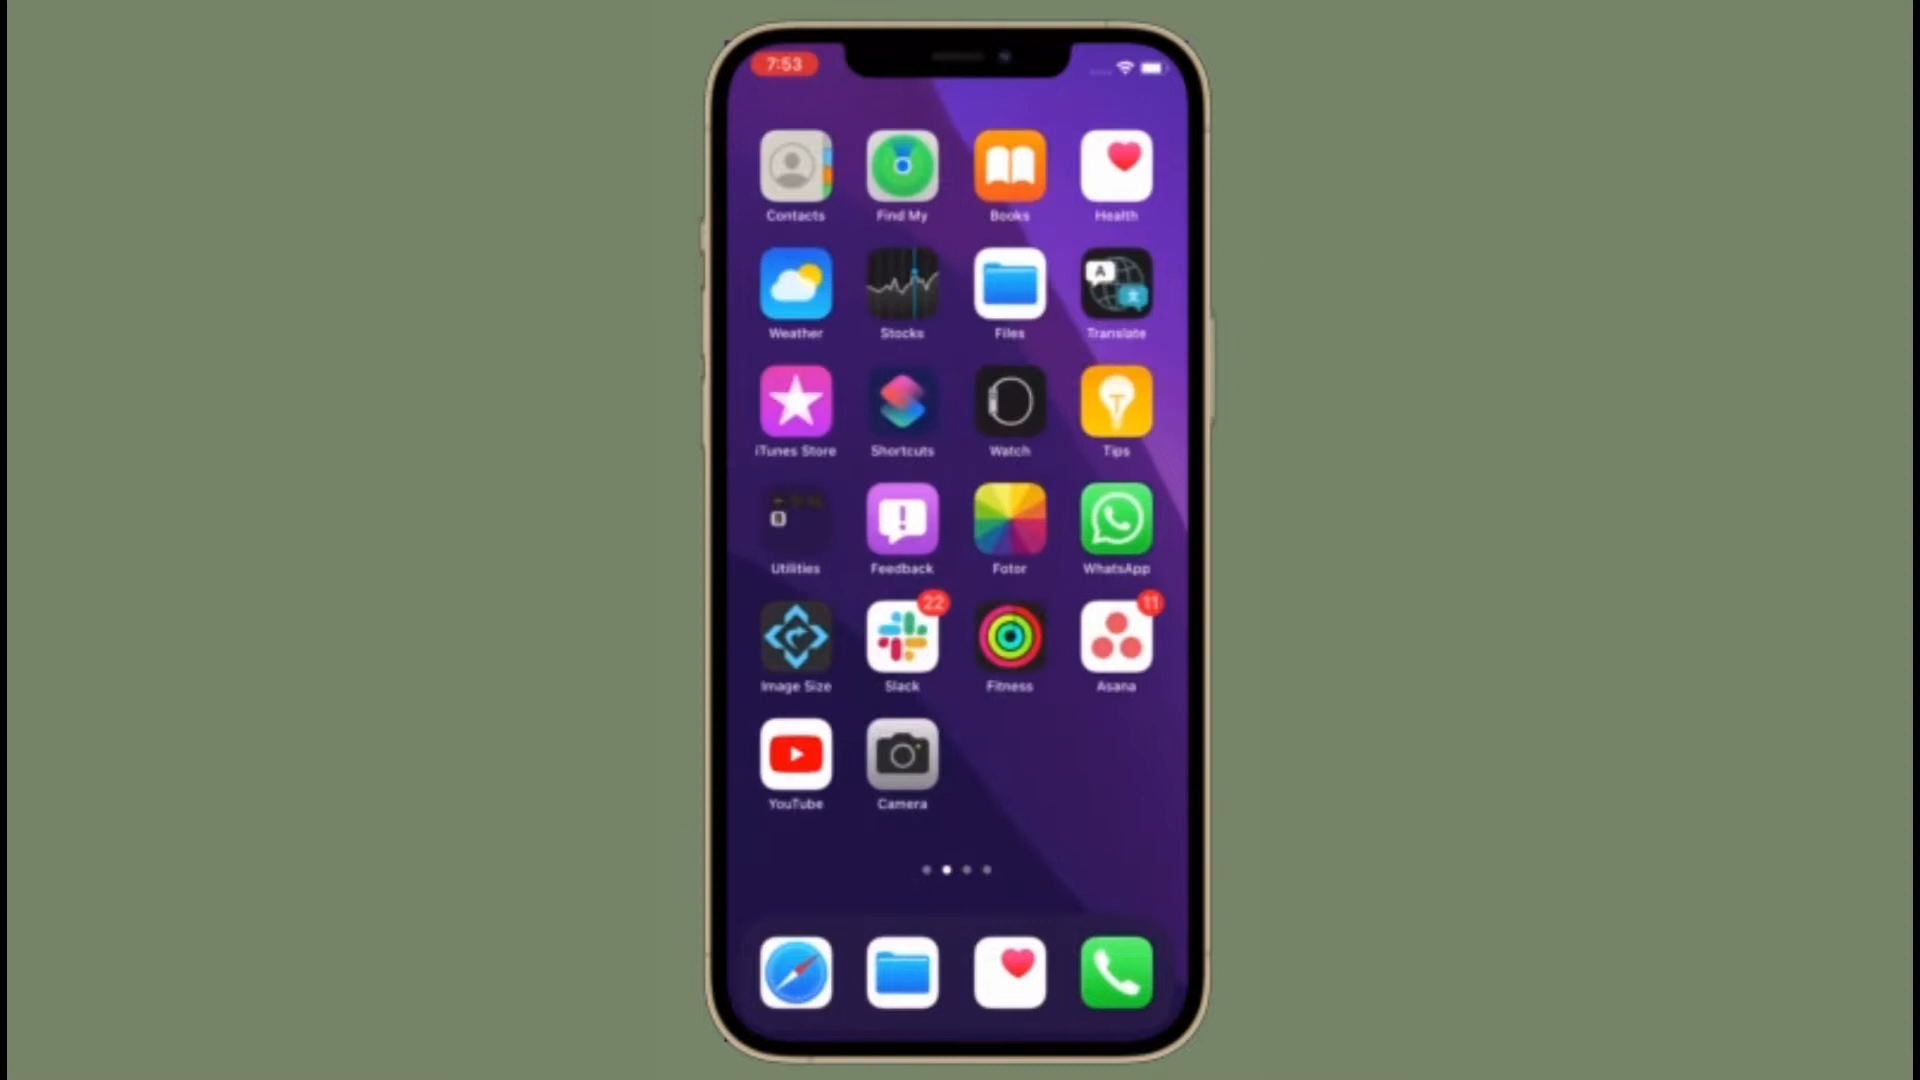 7:53
Contacts Find My Books Health
Weather Stocks Files Translate
A
文
iTunes Store Shortcuts Watch Tips
T
Utilities Feedback Fotor WhatsApp
22 11
Image Size Slack Fitness Asana
YouTube Camera